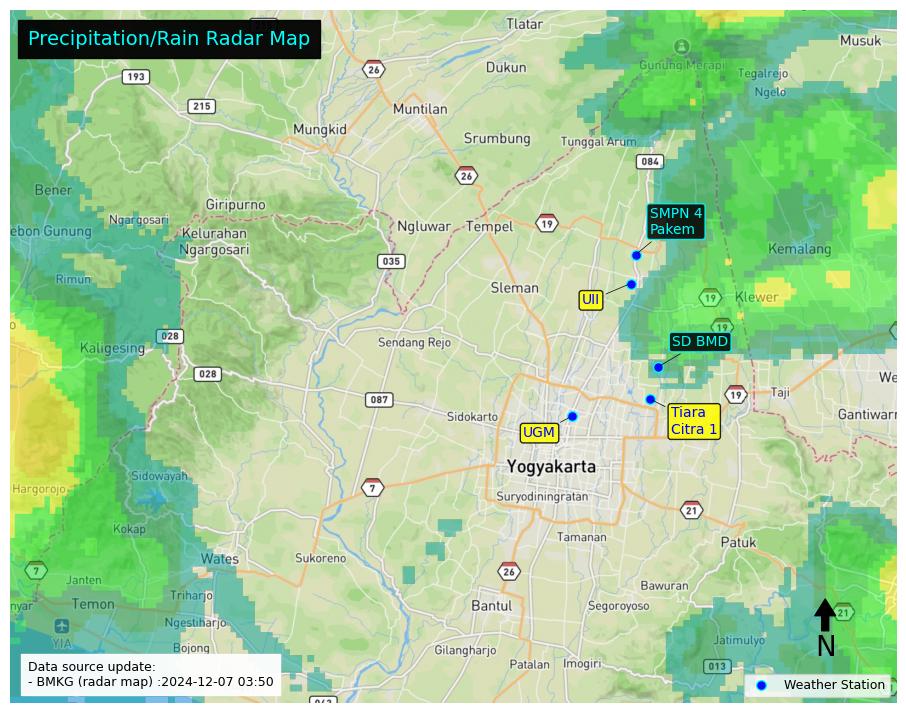 Precipitation/Rain Radar Map
Tlatar
Musuk
26
Gunung Merapi
Dukun
Tegalrejo
193
Ngelo
215
Muntilan
Mungkid
Srumbung
Tunggal Arum
084
26
Bener
Giripurno
SMPN 4
Pakem
Ngargosari
Ngluwar
Tempel
19
ebon Gunung
Kelurahan
Ngargosari
Kemalang
035
Rimun
Sleman
UII
19
Klewer
19
028
Sendang Rejo
SD BMD
Kaligesing
028
We
Taji
19
087
Tiara
Citra 1
Sidokarto
Gantiwarn
UGM
Yogyakarta
Sidowayah
Hargorojo
7
Suryodiningratan
21
Kokap
Tamanan
Patuk
Wates
Sukoreno
7
26
Janten
Bawuran
Triharjo
nyar
Temon
Bantul
Segoroyoso
21
Ngestiharjo
YIA
Jatimulyo
N
Bojong
Gilangharjo
Patalan
Imogiri
013
Data source update:
- BMKG (radar map) :2024-12-07 03:50
Weather Station